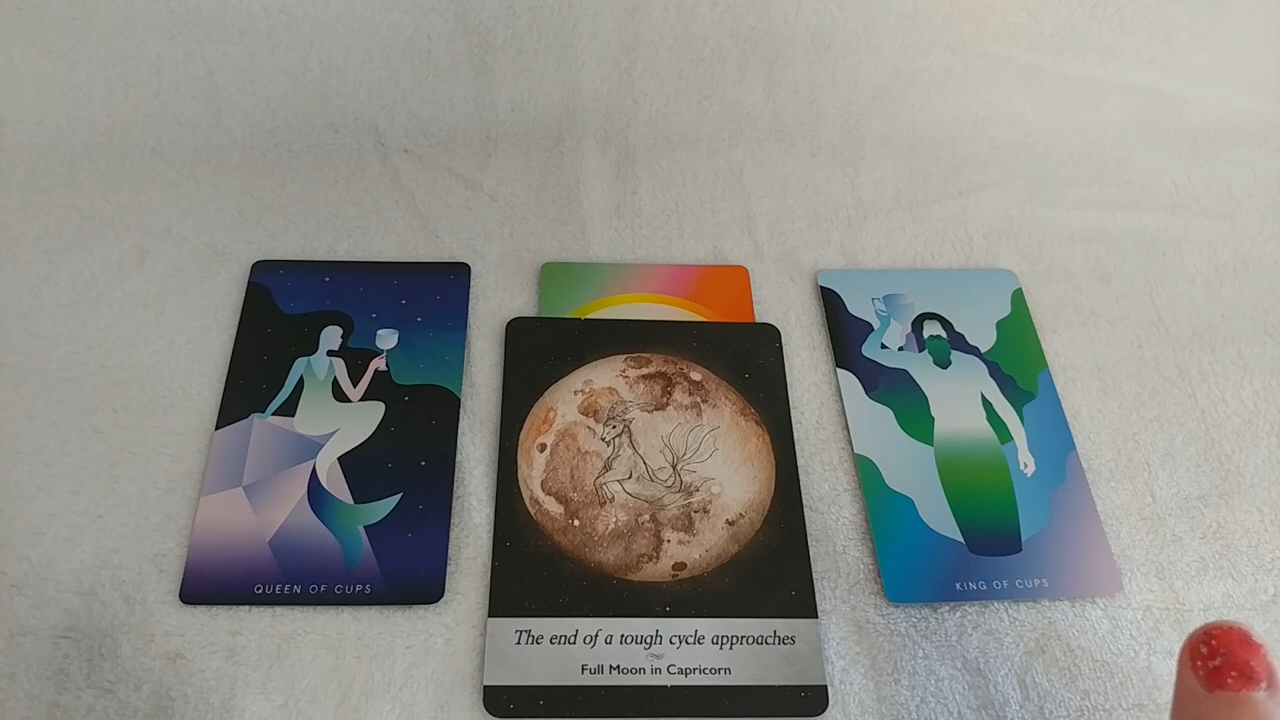 QUEEN OF CUPS
The end of a tough cycle approaches
Full Moon in Capricorn
KING OF CUPS